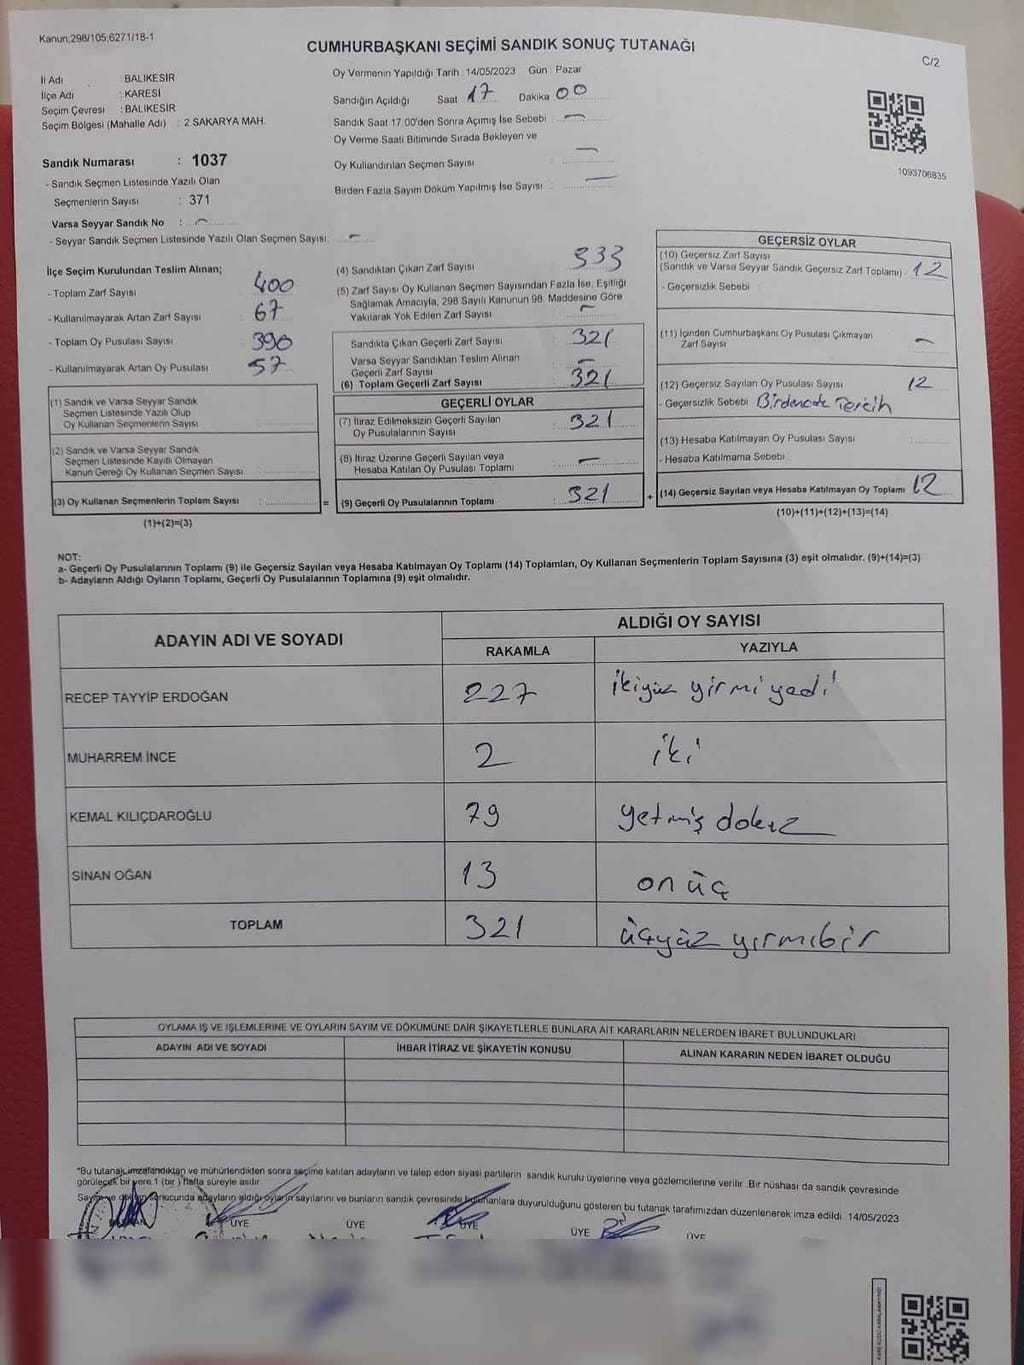 Kanun:298/105;6271/18-1
CUMHURBAŞKANI SEÇİMİ SANDIK SONUÇ TUTANAĞI
C/2
İl Adı : BALIKESİR
İlçe Adı : KARESİ
Seçim Çevresi : BALIKESİR
Seçim Bölgesi (Mahalle Adı) : 2 SAKARYA MAH.
Oy Vermenin Yapıldığı Tarih : 14/05/2023 Gün : Pazar
Sandığın Açıldığı Saat 17 Dakika 00
Sandık Saat 17:00'den Sonra Açımış İse Sebebi : —
Oy Verme Saati Bitiminde Sırada Bekleyen ve
Oy Kullandırılan Seçmen Sayısı : —
Birden Fazla Sayım Döküm Yapılmış İse Sayısı : —
1093706835
Sandık Numarası : 1037
- Sandık Seçmen Listesinde Yazılı Olan
Seçmenlerin Sayısı : 371
Varsa Seyyar Sandık No : —
- Seyyar Sandık Seçmen Listesinde Yazılı Olan Seçmen Sayısı: —
İlçe Seçim Kurulundan Teslim Alınan;
- Toplam Zarf Sayısı : 400
- Kullanılmayarak Artan Zarf Sayısı : 67
- Toplam Oy Pusulası Sayısı : 390
- Kullanılmayarak Artan Oy Pusulası : 57
(1) Sandık ve Varsa Seyyar Sandık
Seçmen Listesinde Yazılı Olup
Oy Kullanan Seçmenlerin Sayısı :
(2) Sandık ve Varsa Seyyar Sandık
Seçmen Listesinde Kayıtlı Olmayan
Kanun Gereği Oy Kullanan Seçmen Sayısı :
(3) Oy Kullanan Seçmenlerin Toplam Sayısı : =
(1)+(2)=(3)
(4) Sandıktan Çıkan Zarf Sayısı : 333
(5) Zarf Sayısı Oy Kullanan Seçmen Sayısından Fazla İse, Eşitliği
Sağlamak Amacıyla, 298 Sayılı Kanunun 98. Maddesine Göre
Yakılarak Yok Edilen Zarf Sayısı : —
Sandıkta Çıkan Geçerli Zarf Sayısı : 321
Varsa Seyyar Sandıktan Teslim Alınan
Geçerli Zarf Sayısı : —
(6) Toplam Geçerli Zarf Sayısı : 321
GEÇERLİ OYLAR
(7) İtiraz Edilmeksizin Geçerli Sayılan
Oy Pusulalarının Sayısı : 321
(8) İtiraz Üzerine Geçerli Sayılan veya
Hesaba Katılan Oy Pusulası Toplamı : —
(9) Geçerli Oy Pusulalarının Toplamı : 321 +
GEÇERSİZ OYLAR
(10) Geçersiz Zarf Sayısı
(Sandık ve Varsa Seyyar Sandık Geçersiz Zarf Toplamı) : 12
- Geçersizlik Sebebi :
(11) İçinden Cumhurbaşkanı Oy Pusulası Çıkmayan
Zarf Sayısı : —
(12) Geçersiz Sayılan Oy Pusulası Sayısı : 12
- Geçersizlik Sebebi :
Tercih
(13) Hesaba Katılmayan Oy Pusulası Sayısı :
- Hesaba Katılmama Sebebi :
(14) Geçersiz Sayılan veya Hesaba Katılmayan Oy Toplamı : 12
(10)+(11)+(12)+(13)=(14)
NOT:
a- Geçerli Oy Pusulalarının Toplamı (9) ile Geçersiz Sayılan veya Hesaba Katılmayan Oy Toplamı (14) Toplamları, Oy Kullanan Seçmenlerin Toplam Sayısına (3) eşit olmalıdır. (9)+(14)=(3)
b- Adayların Aldığı Oyların Toplamı, Geçerli Oy Pusulalarının Toplamına (9) eşit olmalıdır.
ADAYIN ADI VE SOYADI
ALDIĞI OY SAYISI
RAKAMLA YAZIYLA
RECEP TAYYİP ERDOĞAN 227 ikiyüz yirmi yedi
MUHARREM İNCE 2 iki
KEMAL KILIÇDAROĞLU 79 yetmiş dokuz
SİNAN OĞAN 13 on üç
TOPLAM 321 üçyüz yirmibir
OYLAMA İŞ VE İŞLEMLERİNE VE OYLARIN SAYIM VE DÖKÜMÜNE DAİR ŞİKAYETLERLE BUNLARA AİT KARARLARIN NELERDEN İBARET BULUNDUKLARI
ADAYIN ADI VE SOYADI İHBAR İTİRAZ VE ŞİKAYETİN KONUSU ALINAN KARARIN NEDEN İBARET OLDUĞU
"Bu tutanak imzalandıktan ve mühürlendikten sonra seçime katılan adayların ve talep eden siyasi partilerin sandık kurulu üyelerine veya gözlemcilerine verilir. Bir nüshası da sandık çevresinde
görülecek bir yere 1 (bir ) hafta süreyle asılır.
Sayım ve döküm sonucunda adayların aldığı oyların sayılarını ve bunların sandık çevresinde bulunanlara duyurulduğunu gösteren bu tutanak tarafımızdan düzenlenerek imza edildi. 14/05/2023
ÜYE ÜYE ÜYE ÜYE ÜYE